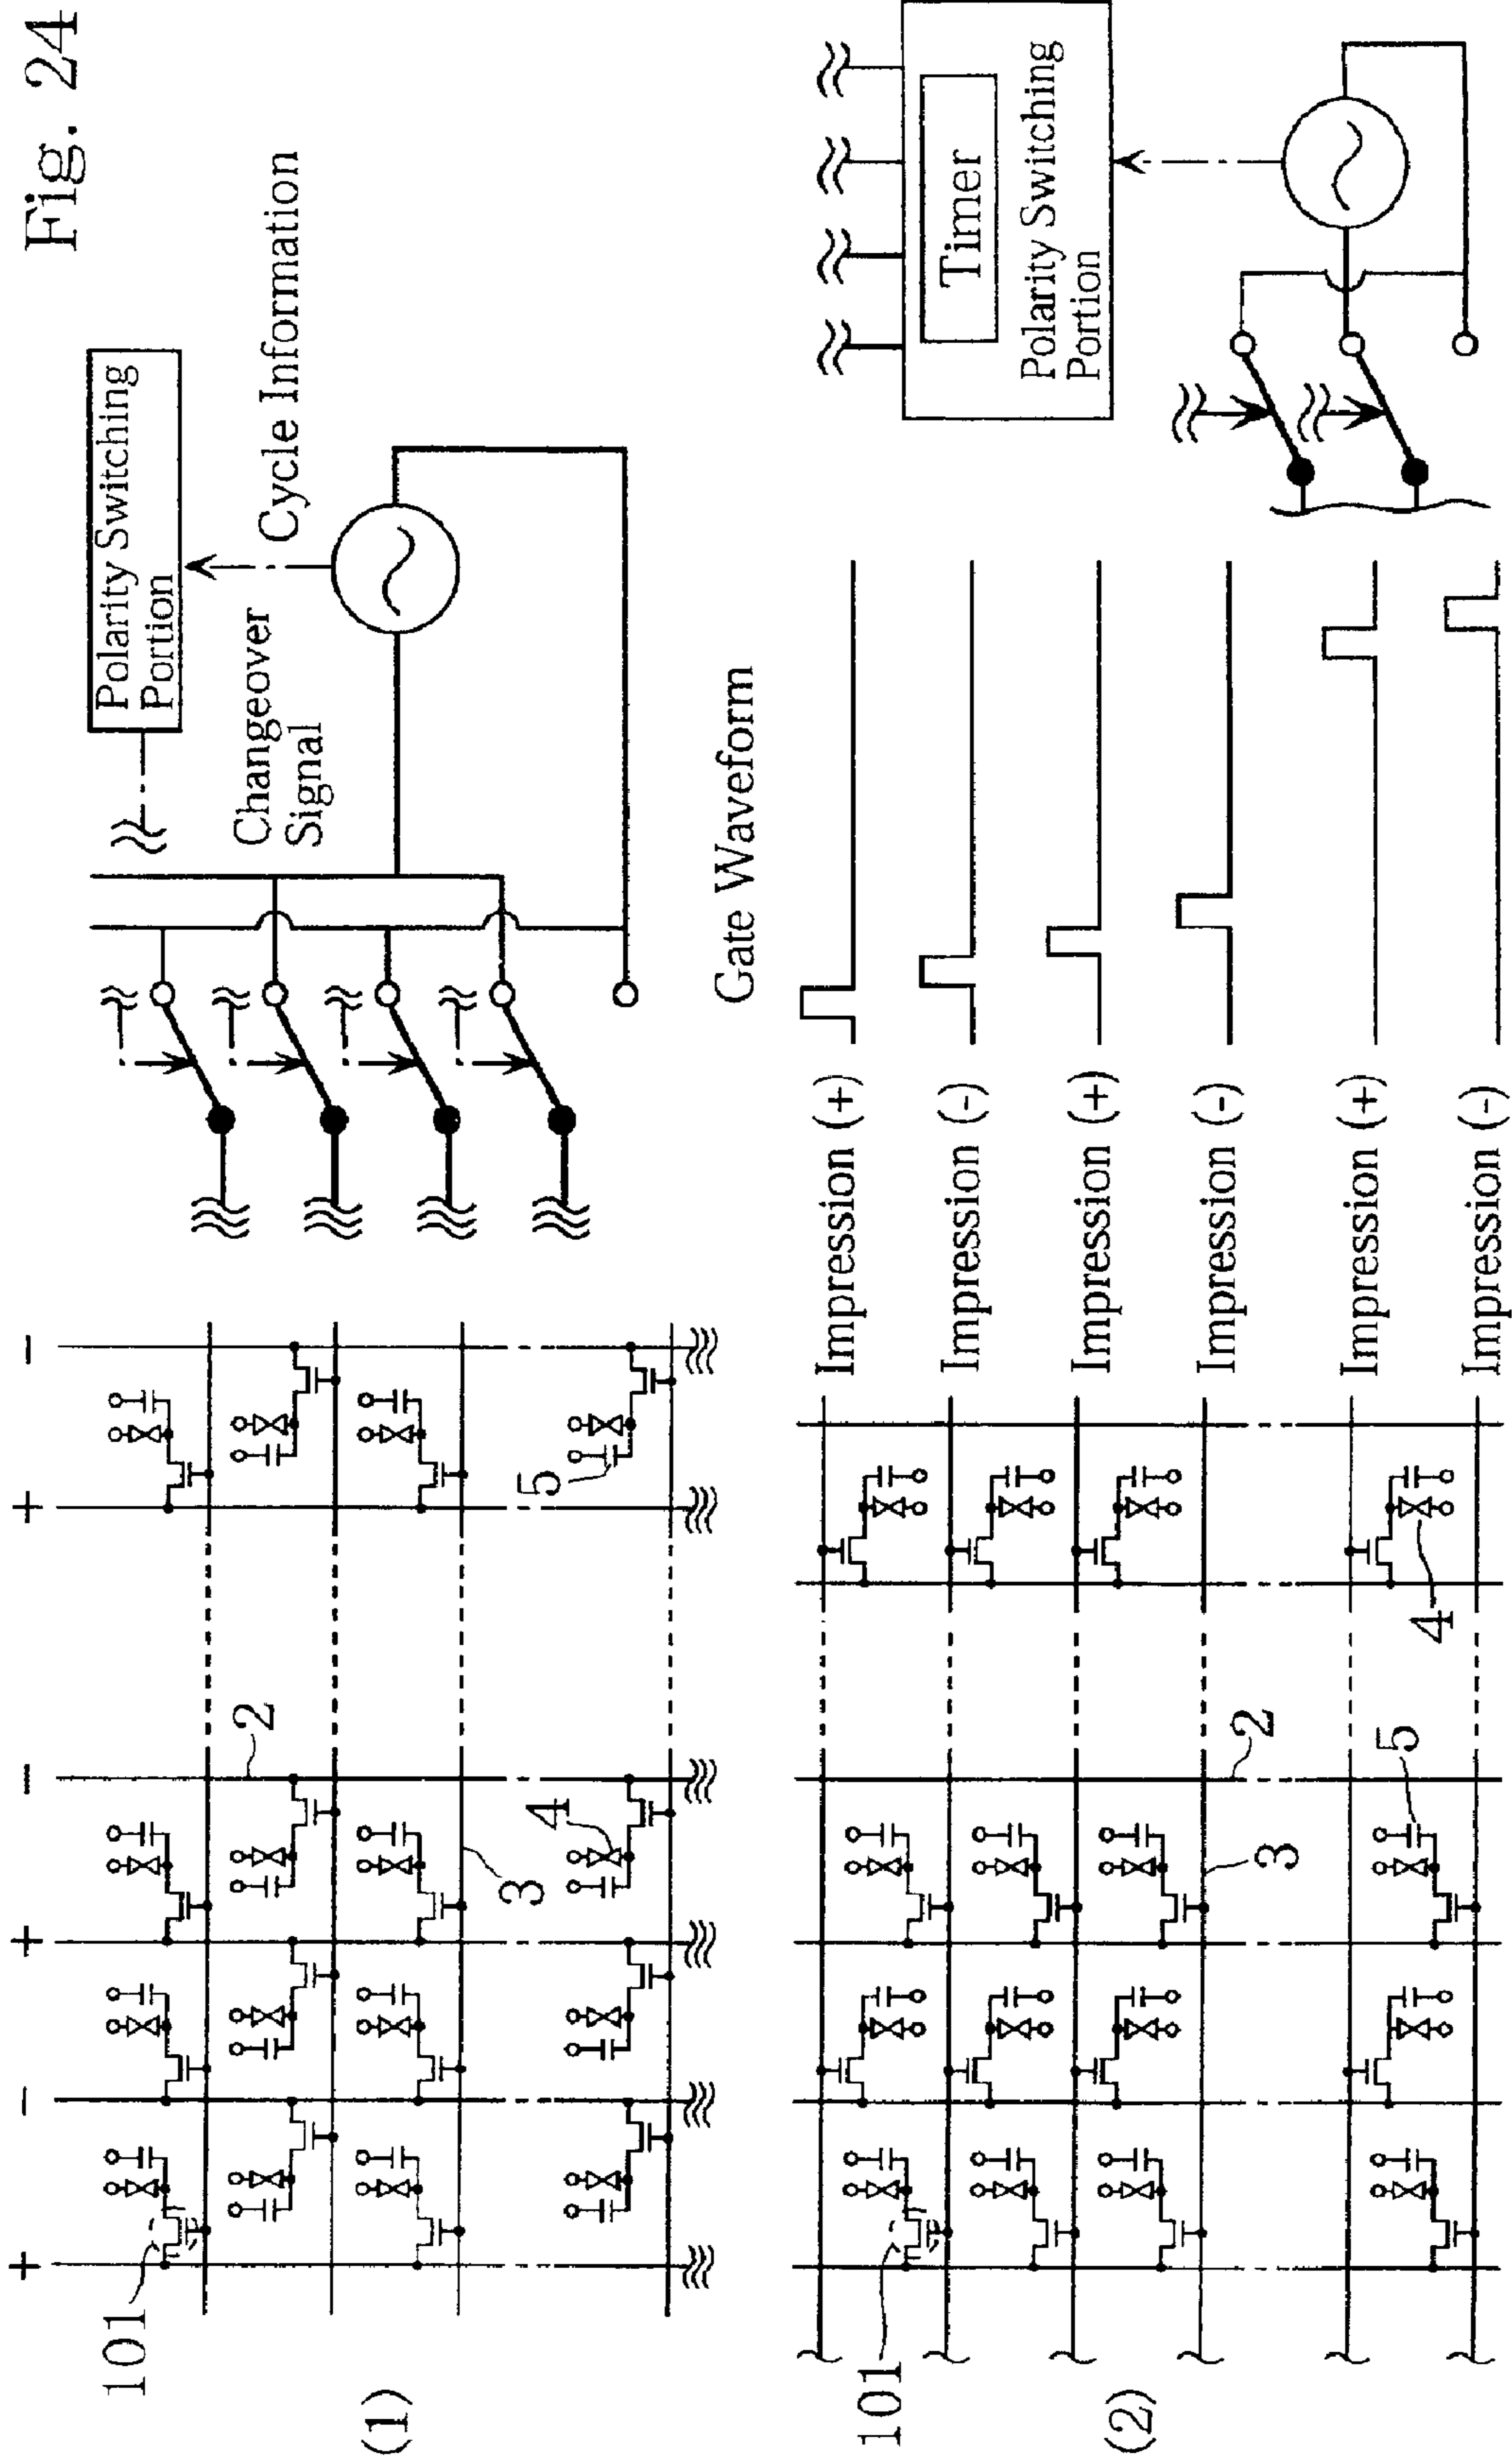 Fig. 24
(1)
101
+
-
+
-
+
-
2
3
4
5
Polarity Switching
Portion
Changeover
Signal
Cycle Information
(2)
101
2
3
5
4
Gate Waveform
Impression (+)
Impression (-)
Impression (+)
Impression (-)
Impression (+)
Impression (-)
Timer
Polarity Switching
Portion